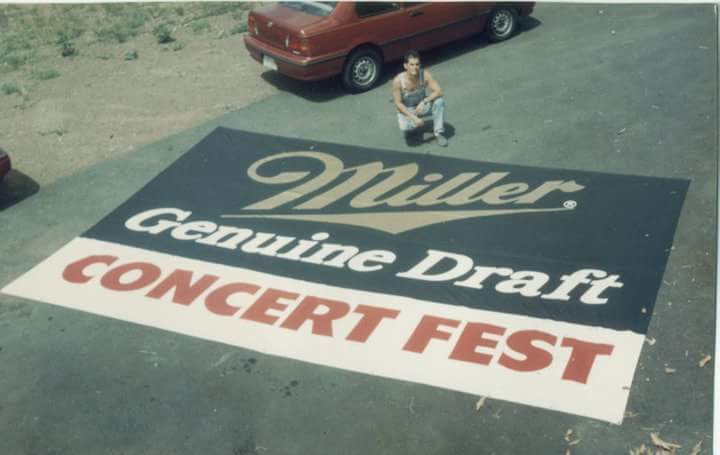 Miller®
Genuine Draft
CONCERT FEST